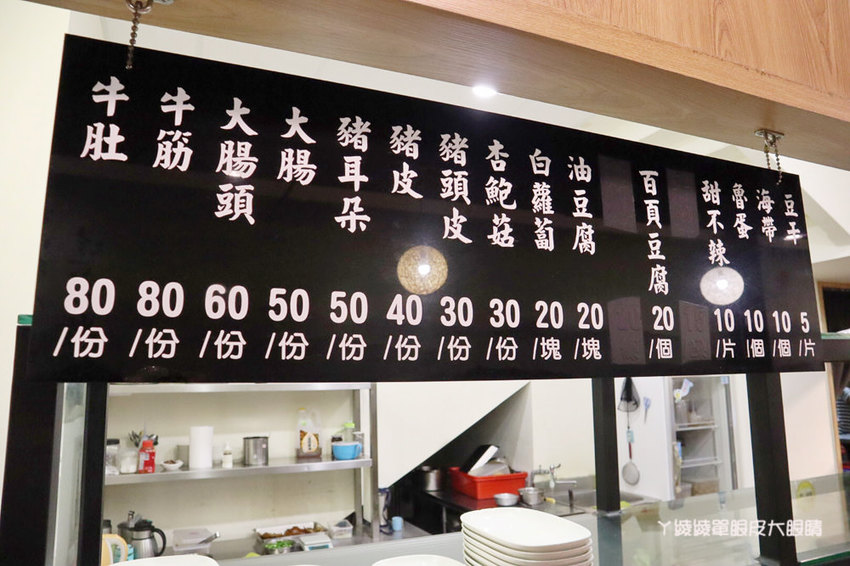 牛肚 80/份
牛筋 80/份
大腸頭 60/份
大腸 50/份
豬耳朵 50/份
豬皮 40/份
豬頭皮 30/份
杏鮑菇 30/份
白蘿蔔 20/塊
油豆腐 20/塊
百頁豆腐 20/個
甜不辣 10/片
魯蛋 10/個
海帶 10/個
豆干 5/片
ㄚ綾綾單眼皮大眼睛